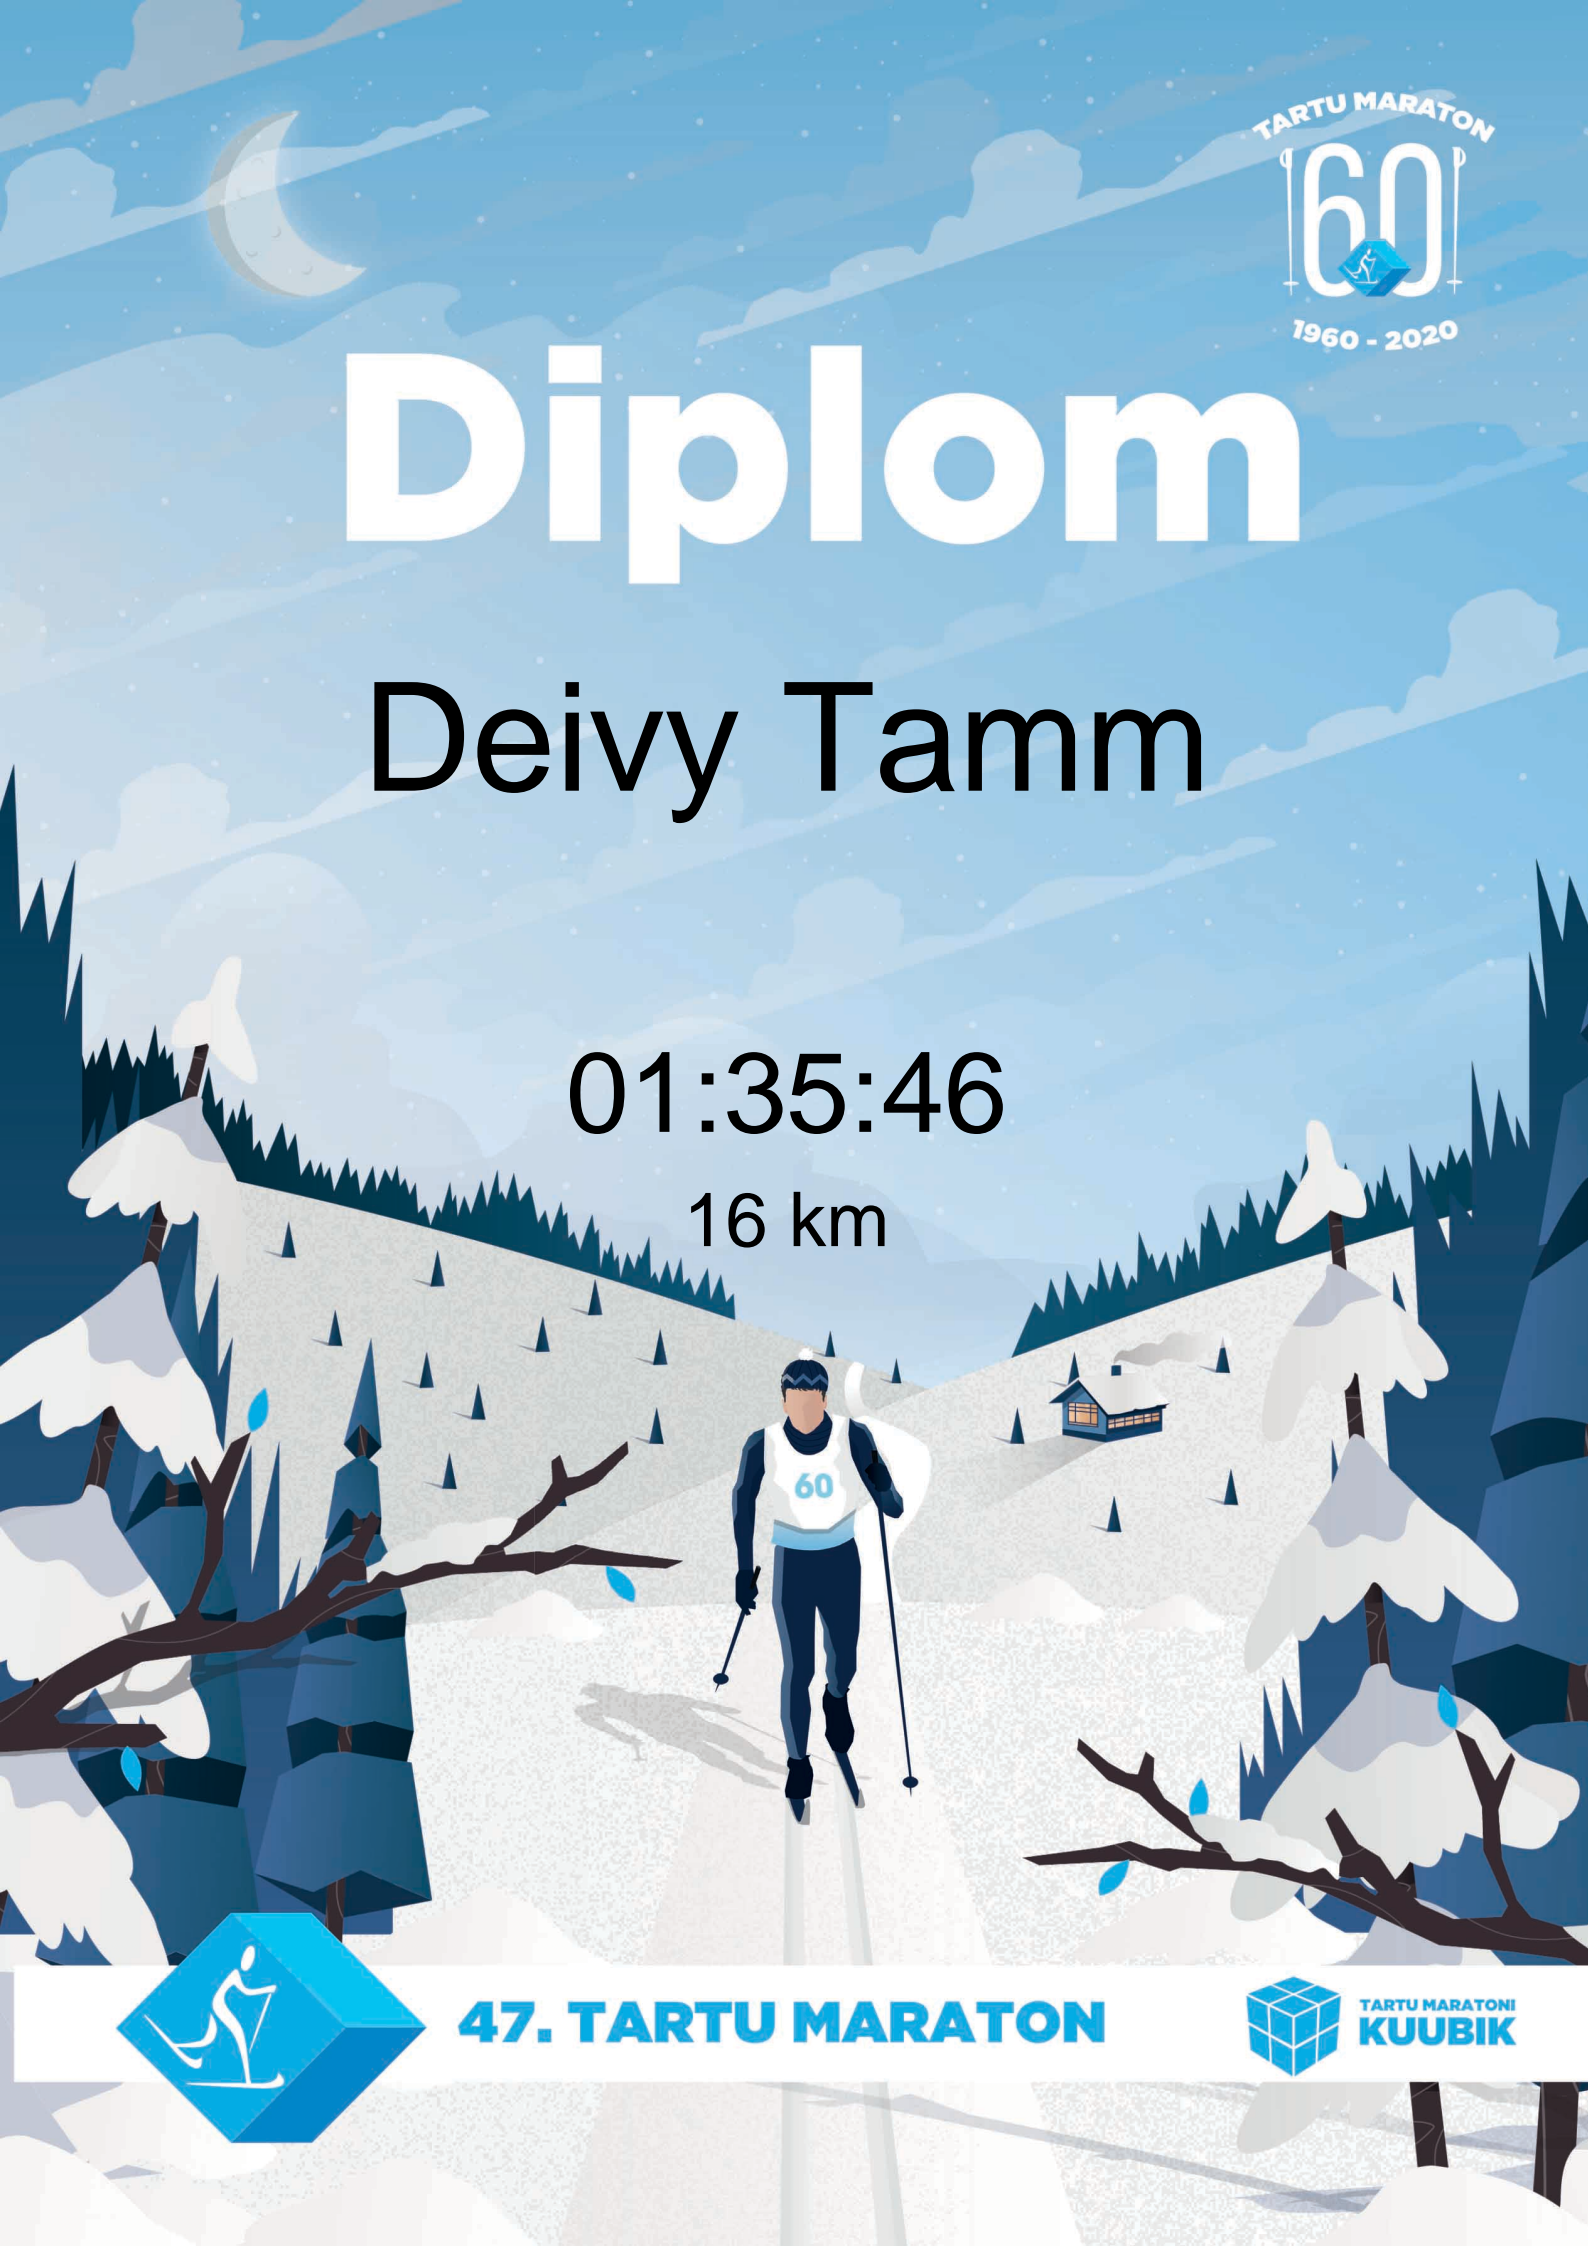 TARTU MARATON
60
1960 - 2020
Diplom
Deivy Tamm
01:35:46
16 km
60
47. TARTU MARATON
TARTU MARATONI
KUUBIK